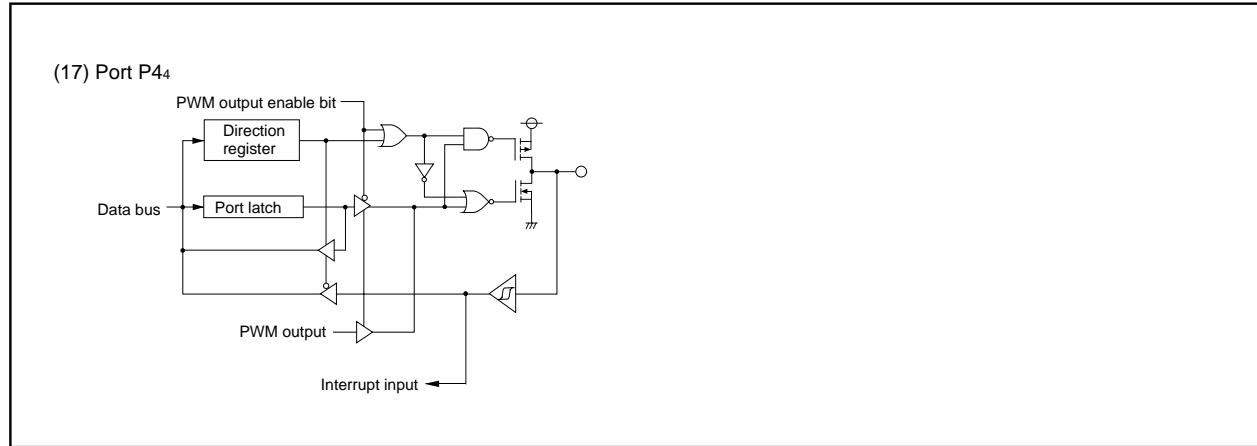 (17) Port P44
PWM output enable bit
Direction
register
Data bus
Port latch
PWM output
Interrupt input